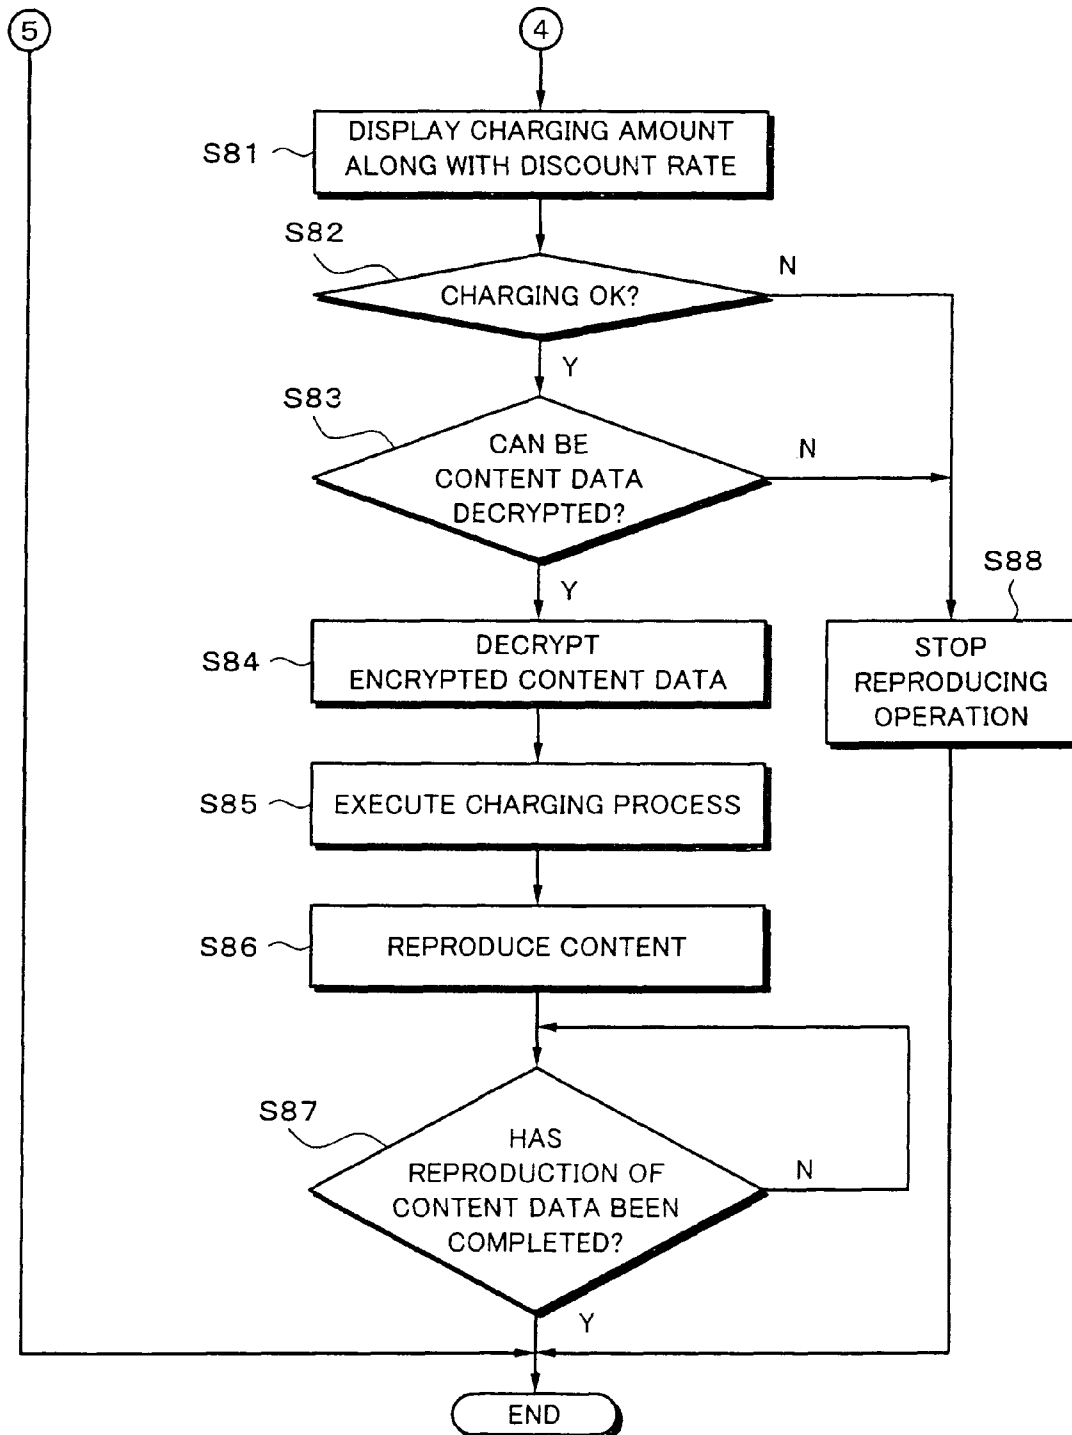 5
4
S81
DISPLAY CHARGING AMOUNT
ALONG WITH DISCOUNT RATE
S82
CHARGING OK?
N
Y
S83
CAN BE
CONTENT DATA
DECRYPTED?
N
Y
S84
DECRYPT
ENCRYPTED CONTENT DATA
S88
STOP
REPRODUCING
OPERATION
S85
EXECUTE CHARGING PROCESS
S86
REPRODUCE CONTENT
S87
HAS
REPRODUCTION OF
CONTENT DATA BEEN
COMPLETED?
N
Y
END